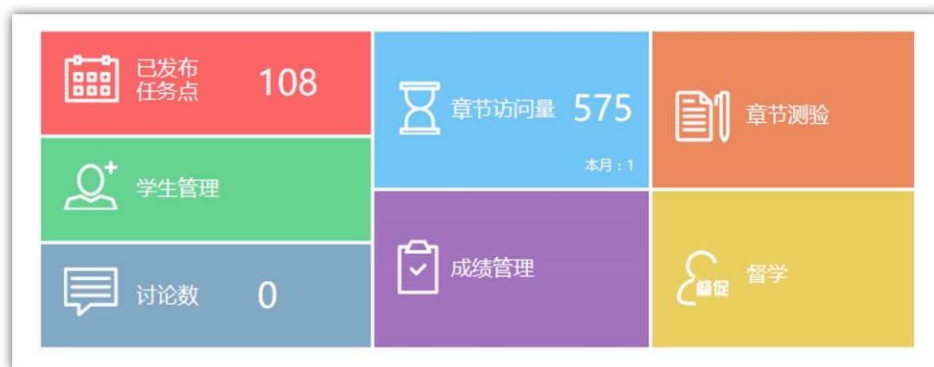 已发布
任务点
108
学生管理
讨论数
0
章节访问量
575
本月：1
成绩管理
章节测验
督促
督学